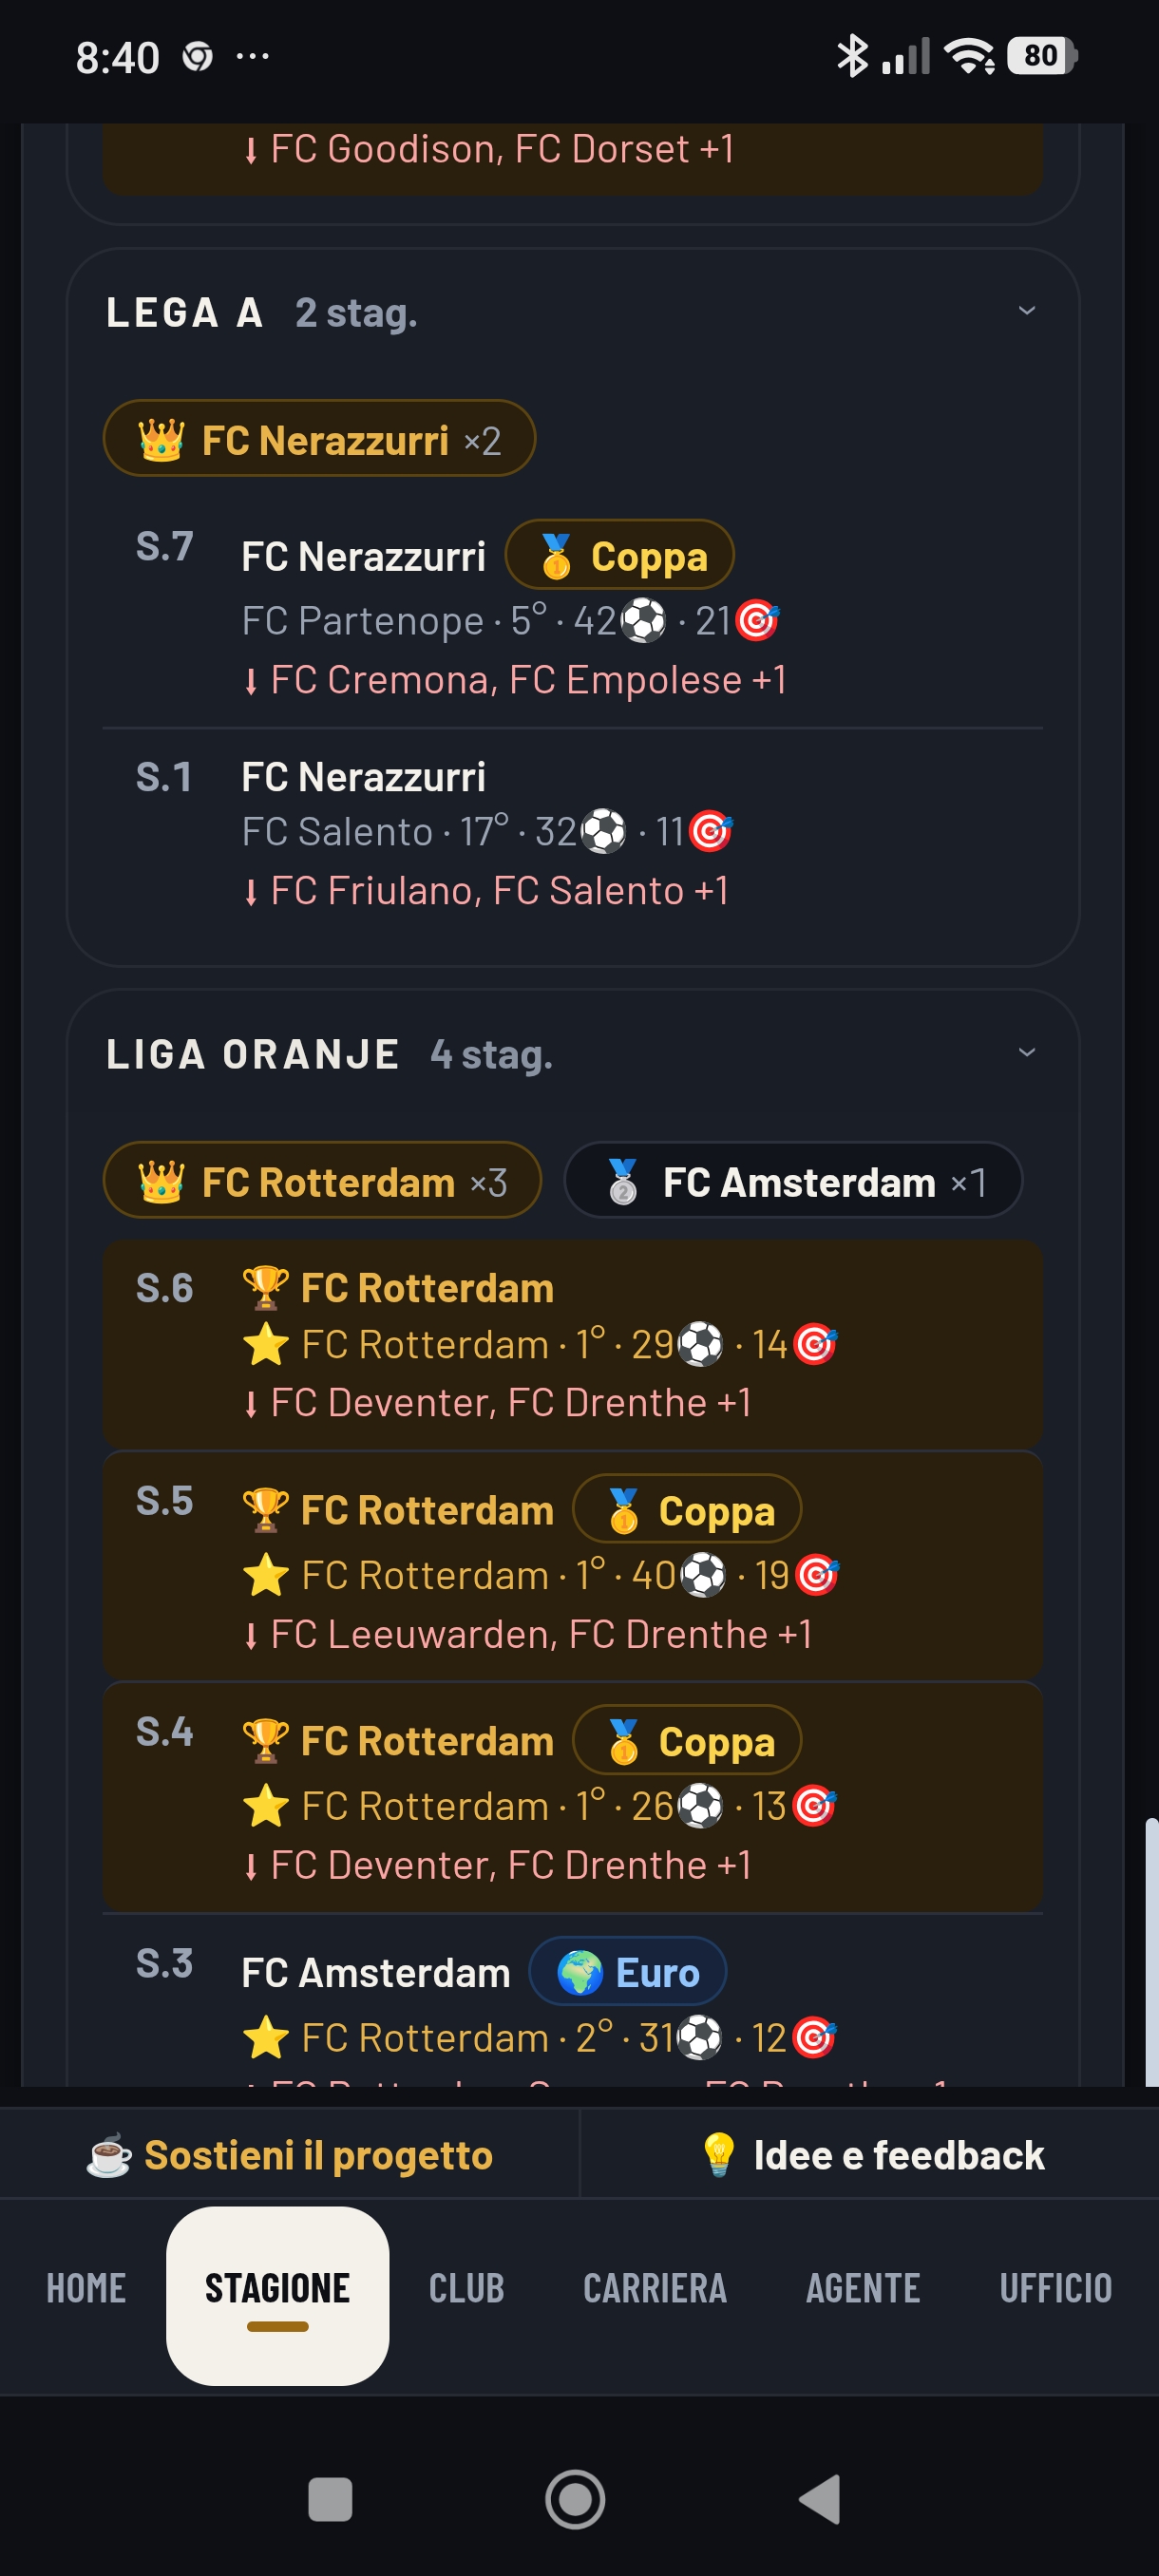 8:40 ...
80
↓ FC Goodison, FC Dorset +1
LEGA A 2 stag.
👑 FC Nerazzurri ×2
S.7 FC Nerazzurri 🥇 Coppa
FC Partenope · 5° · 42⚽ · 21🎯
↓ FC Cremona, FC Empolese +1
S.1 FC Nerazzurri
FC Salento · 17° · 32⚽ · 11🎯
↓ FC Friulano, FC Salento +1
LIGA ORANJE 4 stag.
👑 FC Rotterdam ×3 🥈 FC Amsterdam ×1
S.6 🏆 FC Rotterdam
⭐ FC Rotterdam · 1° · 29⚽ · 14🎯
↓ FC Deventer, FC Drenthe +1
S.5 🏆 FC Rotterdam 🥇 Coppa
⭐ FC Rotterdam · 1° · 40⚽ · 19🎯
↓ FC Leeuwarden, FC Drenthe +1
S.4 🏆 FC Rotterdam 🥇 Coppa
⭐ FC Rotterdam · 1° · 26⚽ · 13🎯
↓ FC Deventer, FC Drenthe +1
S.3 FC Amsterdam 🌍 Euro
⭐ FC Rotterdam · 2° · 31⚽ · 12🎯
☕ Sostieni il progetto
💡 Idee e feedback
HOME STAGIONE CLUB CARRIERA AGENTE UFFICIO